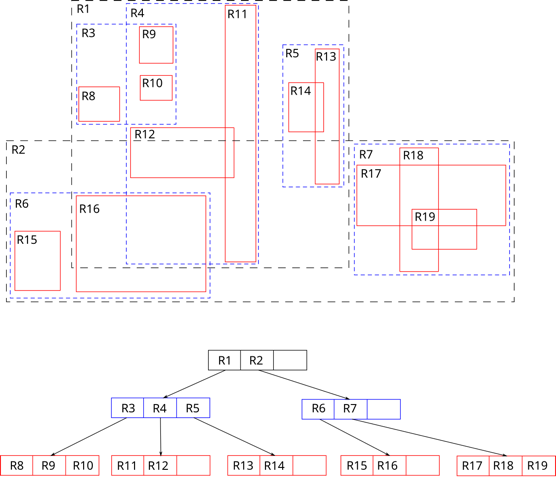 R1
R4
R11
R3
R9
R5
R13
R10
R14
R8
R12
R2
R7
R18
R17
R6
R16
R19
R15
R1 R2
R3 R4 R5
R6 R7
R8 R9 R10
R11 R12
R13 R14
R15 R16
R17 R18 R19